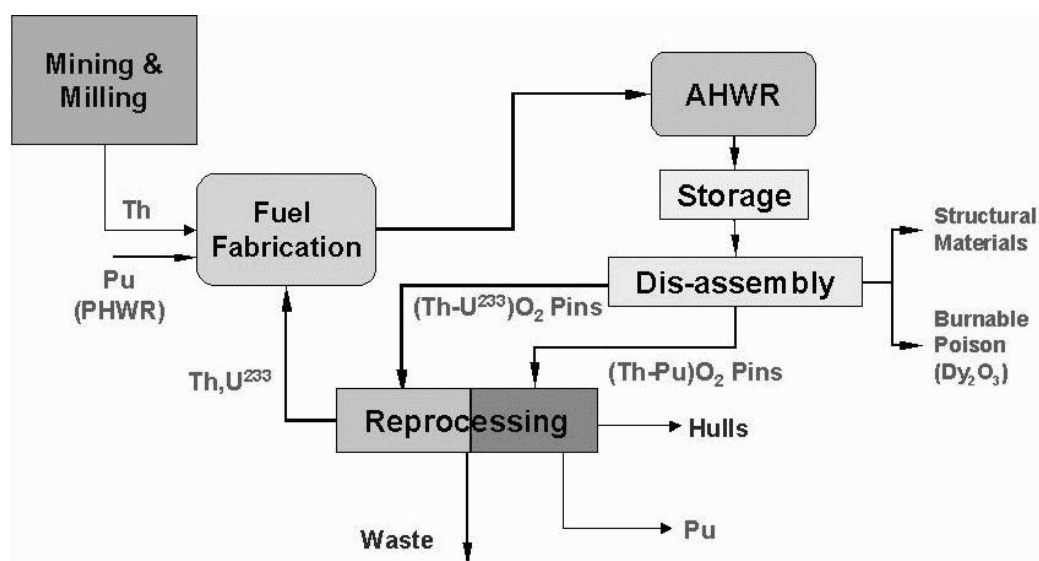 Mining &
Milling
AHWR
Th
Fuel
Fabrication
Storage
Structural
Materials
Pu
(PHWR)
Dis-assembly
(Th-U²³³)O₂ Pins
Burnable
Poison
(Dy₂O₃)
(Th-Pu)O₂ Pins
Th,U²³³
Reprocessing
Hulls
Waste
Pu